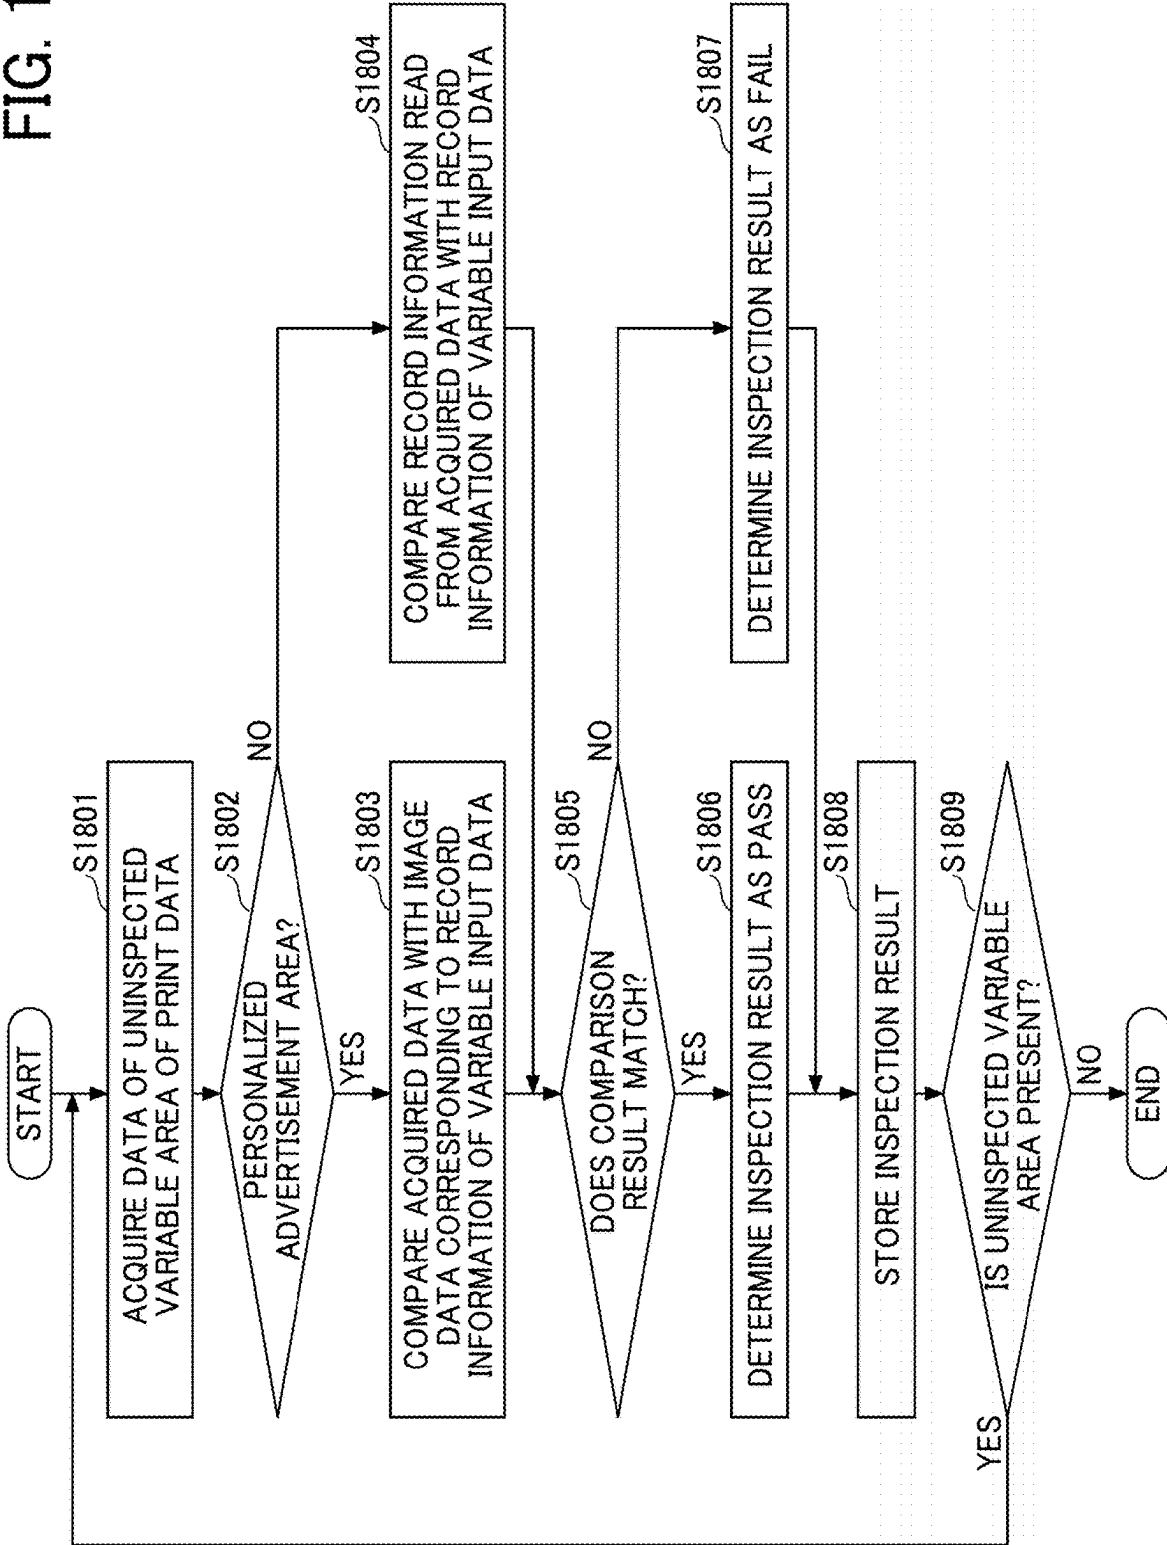 FIG. 1
START
S1801
ACQUIRE DATA OF UNINSPECTED
VARIABLE AREA OF PRINT DATA
S1802
PERSONALIZED
ADVERTISEMENT AREA?
NO
YES
S1803
COMPARE ACQUIRED DATA WITH IMAGE
DATA CORRESPONDING TO RECORD
INFORMATION OF VARIABLE INPUT DATA
S1804
COMPARE RECORD INFORMATION READ
FROM ACQUIRED DATA WITH RECORD
INFORMATION OF VARIABLE INPUT DATA
S1805
DOES COMPARISON
RESULT MATCH?
NO
YES
S1806
DETERMINE INSPECTION RESULT AS PASS
S1807
DETERMINE INSPECTION RESULT AS FAIL
S1808
STORE INSPECTION RESULT
S1809
IS UNINSPECTED VARIABLE
AREA PRESENT?
YES
NO
END